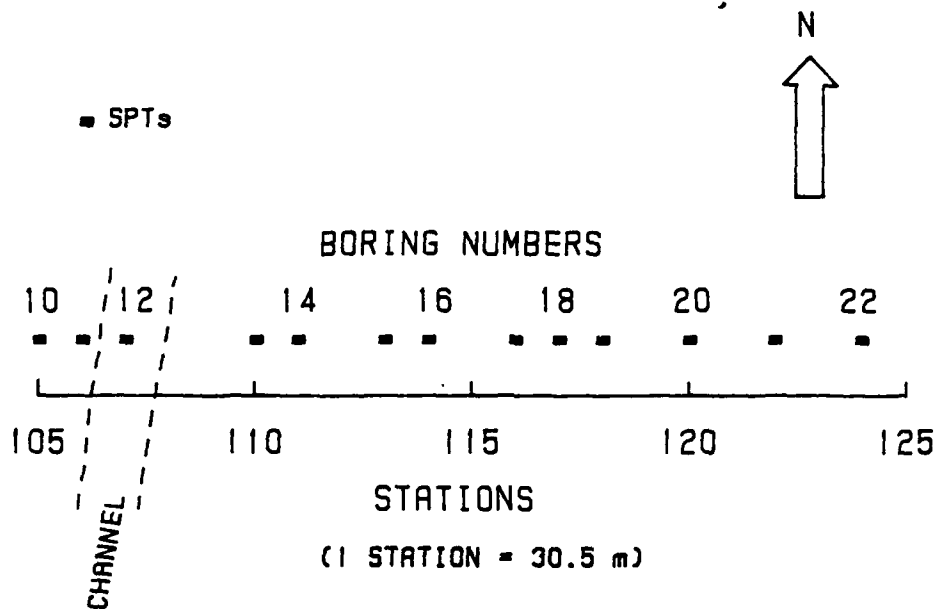 N
SPTs
BORING NUMBERS
10 12 14 16 18 20 22
105 110 115 120 125
STATIONS
(1 STATION = 30.5 m)
CHANNEL